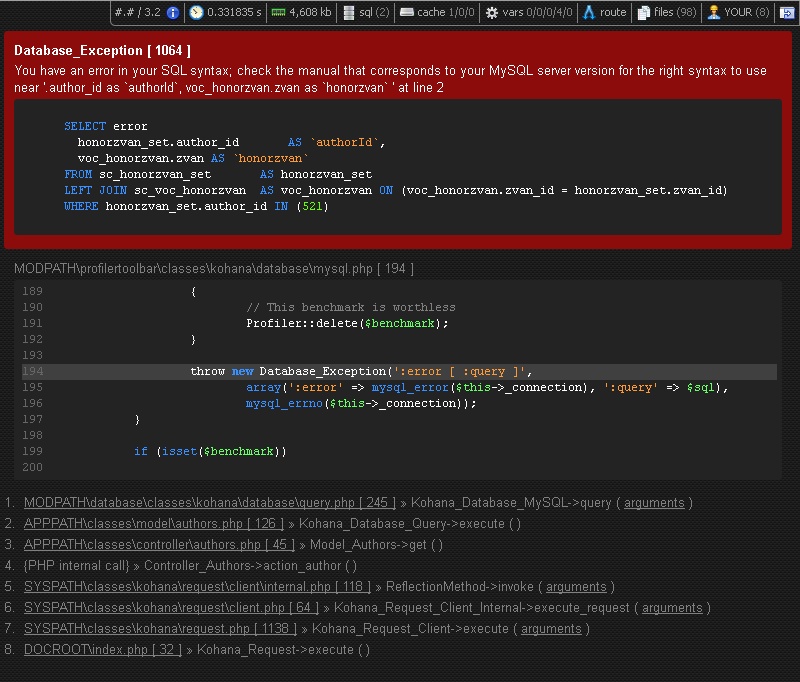 #.# / 3.2 0.331835 s 4,608 kb sql (2) cache 1/0/0 vars 0/0/0/4/0 route files (98) YOUR (8)
Database_Exception [ 1064 ]
You have an error in your SQL syntax; check the manual that corresponds to your MySQL server version for the right syntax to use
near '.author_id as `authorId`, voc_honorzvan.zvan as `honorzvan` ' at line 2
SELECT error
honorzvan_set.author_id AS `authorId`,
voc_honorzvan.zvan AS `honorzvan`
FROM sc_honorzvan_set AS honorzvan_set
LEFT JOIN sc_voc_honorzvan AS voc_honorzvan ON (voc_honorzvan.zvan_id = honorzvan_set.zvan_id)
WHERE honorzvan_set.author_id IN (521)
MODPATH\profilertoolbar\classes\kohana\database\mysql.php [ 194 ]
189 {
190 // This benchmark is worthless
191 Profiler::delete($benchmark);
192 }
193
194 throw new Database_Exception(':error [ :query ]',
195 array(':error' => mysql_error($this->_connection), ':query' => $sql),
196 mysql_errno($this->_connection));
197 }
198
199 if (isset($benchmark))
200
1. MODPATH\database\classes\kohana\database\query.php [ 245 ] » Kohana_Database_MySQL->query ( arguments )
2. APPPATH\classes\model\authors.php [ 126 ] » Kohana_Database_Query->execute ( )
3. APPPATH\classes\controller\authors.php [ 45 ] » Model_Authors->get ( )
4. {PHP internal call} » Controller_Authors->action_author ( )
5. SYSPATH\classes\kohana\request\client\internal.php [ 118 ] » ReflectionMethod->invoke ( arguments )
6. SYSPATH\classes\kohana\request\client.php [ 64 ] » Kohana_Request_Client_Internal->execute_request ( arguments )
7. SYSPATH\classes\kohana\request.php [ 1138 ] » Kohana_Request_Client->execute ( arguments )
8. DOCROOT\index.php [ 32 ] » Kohana_Request->execute ( )